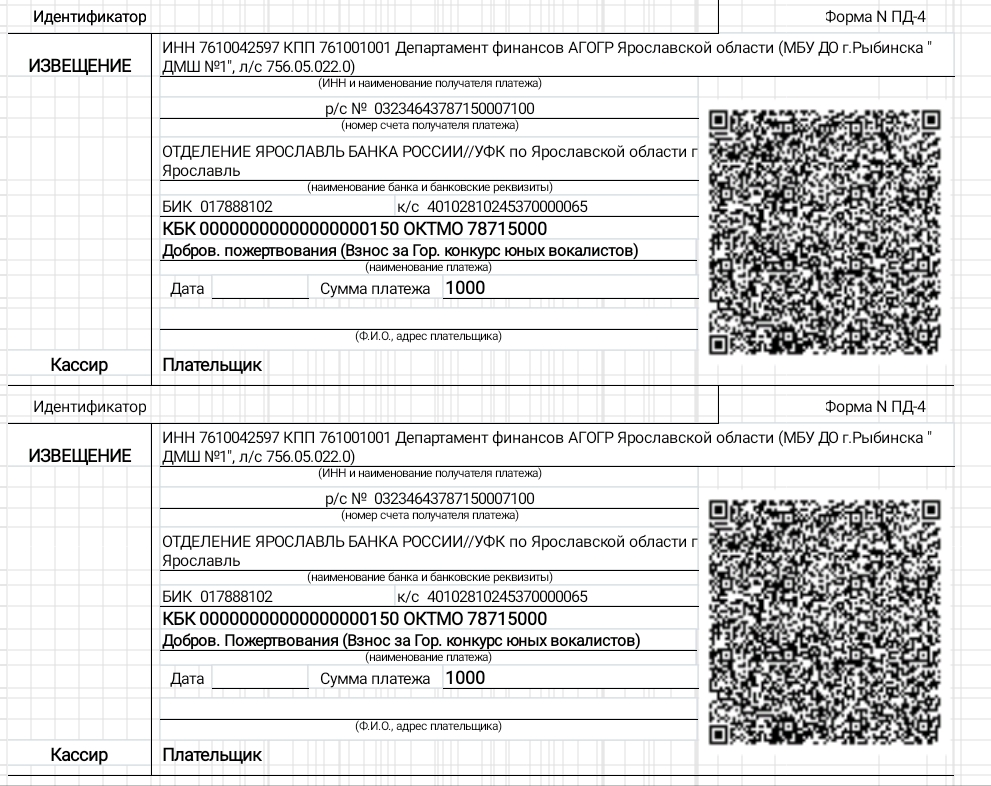 Идентификатор
Форма N ПД-4
ИЗВЕЩЕНИЕ
ИНН 7610042597 КПП 761001001 Департамент финансов АГОГР Ярославской области (МБУ ДО г.Рыбинска "
ДМШ №1", л/с 756.05.022.0)
(ИНН и наименование получателя платежа)
р/с № 03234643787150007100
(номер счета получателя платежа)
ОТДЕЛЕНИЕ ЯРОСЛАВЛЬ БАНКА РОССИИ//УФК по Ярославской области г
Ярославль
(наименование банка и банковские реквизиты)
БИК 017888102 к/с 40102810245370000065
КБК 00000000000000000150 ОКТМО 78715000
Добров. пожертвования (Взнос за Гор. конкурс юных вокалистов)
(наименование платежа)
Дата Сумма платежа 1000
(Ф.И.О., адрес плательщика)
Кассир Плательщик
Идентификатор
Форма N ПД-4
ИЗВЕЩЕНИЕ
ИНН 7610042597 КПП 761001001 Департамент финансов АГОГР Ярославской области (МБУ ДО г.Рыбинска "
ДМШ №1", л/с 756.05.022.0)
(ИНН и наименование получателя платежа)
р/с № 03234643787150007100
(номер счета получателя платежа)
ОТДЕЛЕНИЕ ЯРОСЛАВЛЬ БАНКА РОССИИ//УФК по Ярославской области г
Ярославль
(наименование банка и банковские реквизиты)
БИК 017888102 к/с 40102810245370000065
КБК 00000000000000000150 ОКТМО 78715000
Добров. Пожертвования (Взнос за Гор. конкурс юных вокалистов)
(наименование платежа)
Дата Сумма платежа 1000
(Ф.И.О., адрес плательщика)
Кассир Плательщик